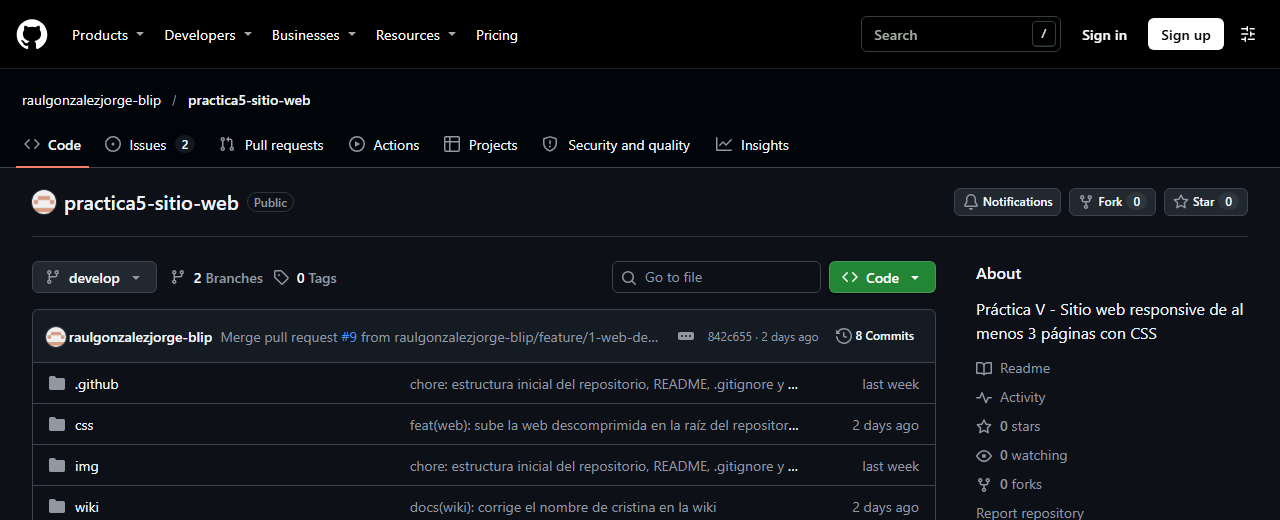 Products Developers Businesses Resources Pricing Search / Sign in Sign up
raulgonzalezjorge-blip / practica5-sitio-web
Code Issues 2 Pull requests Actions Projects Security and quality Insights
practica5-sitio-web Public Notifications Fork 0 Star 0
develop 2 Branches 0 Tags Go to file Code
raulgonzalezjorge-blip Merge pull request #9 from raulgonzalezjorge-blip/feature/1-web-de... 842c655 · 2 days ago 8 Commits
.github chore: estructura inicial del repositorio, README, .gitignore y ... last week
css feat(web): sube la web descomprimida en la raíz del repositor... 2 days ago
img chore: estructura inicial del repositorio, README, .gitignore y ... last week
wiki docs(wiki): corrige el nombre de cristina en la wiki 2 days ago
About
Práctica V - Sitio web responsive de al
menos 3 páginas con CSS
Readme
Activity
0 stars
0 watching
0 forks
Report repository